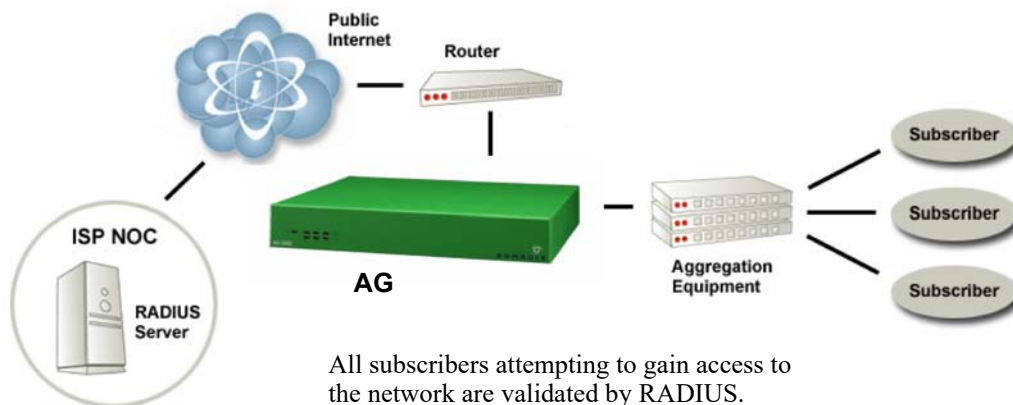 Public
Internet
Router
Subscriber
Subscriber
Subscriber
ISP NOC
RADIUS
Server
AG
NOMADIX
Aggregation
Equipment
All subscribers attempting to gain access to
the network are validated by RADIUS.